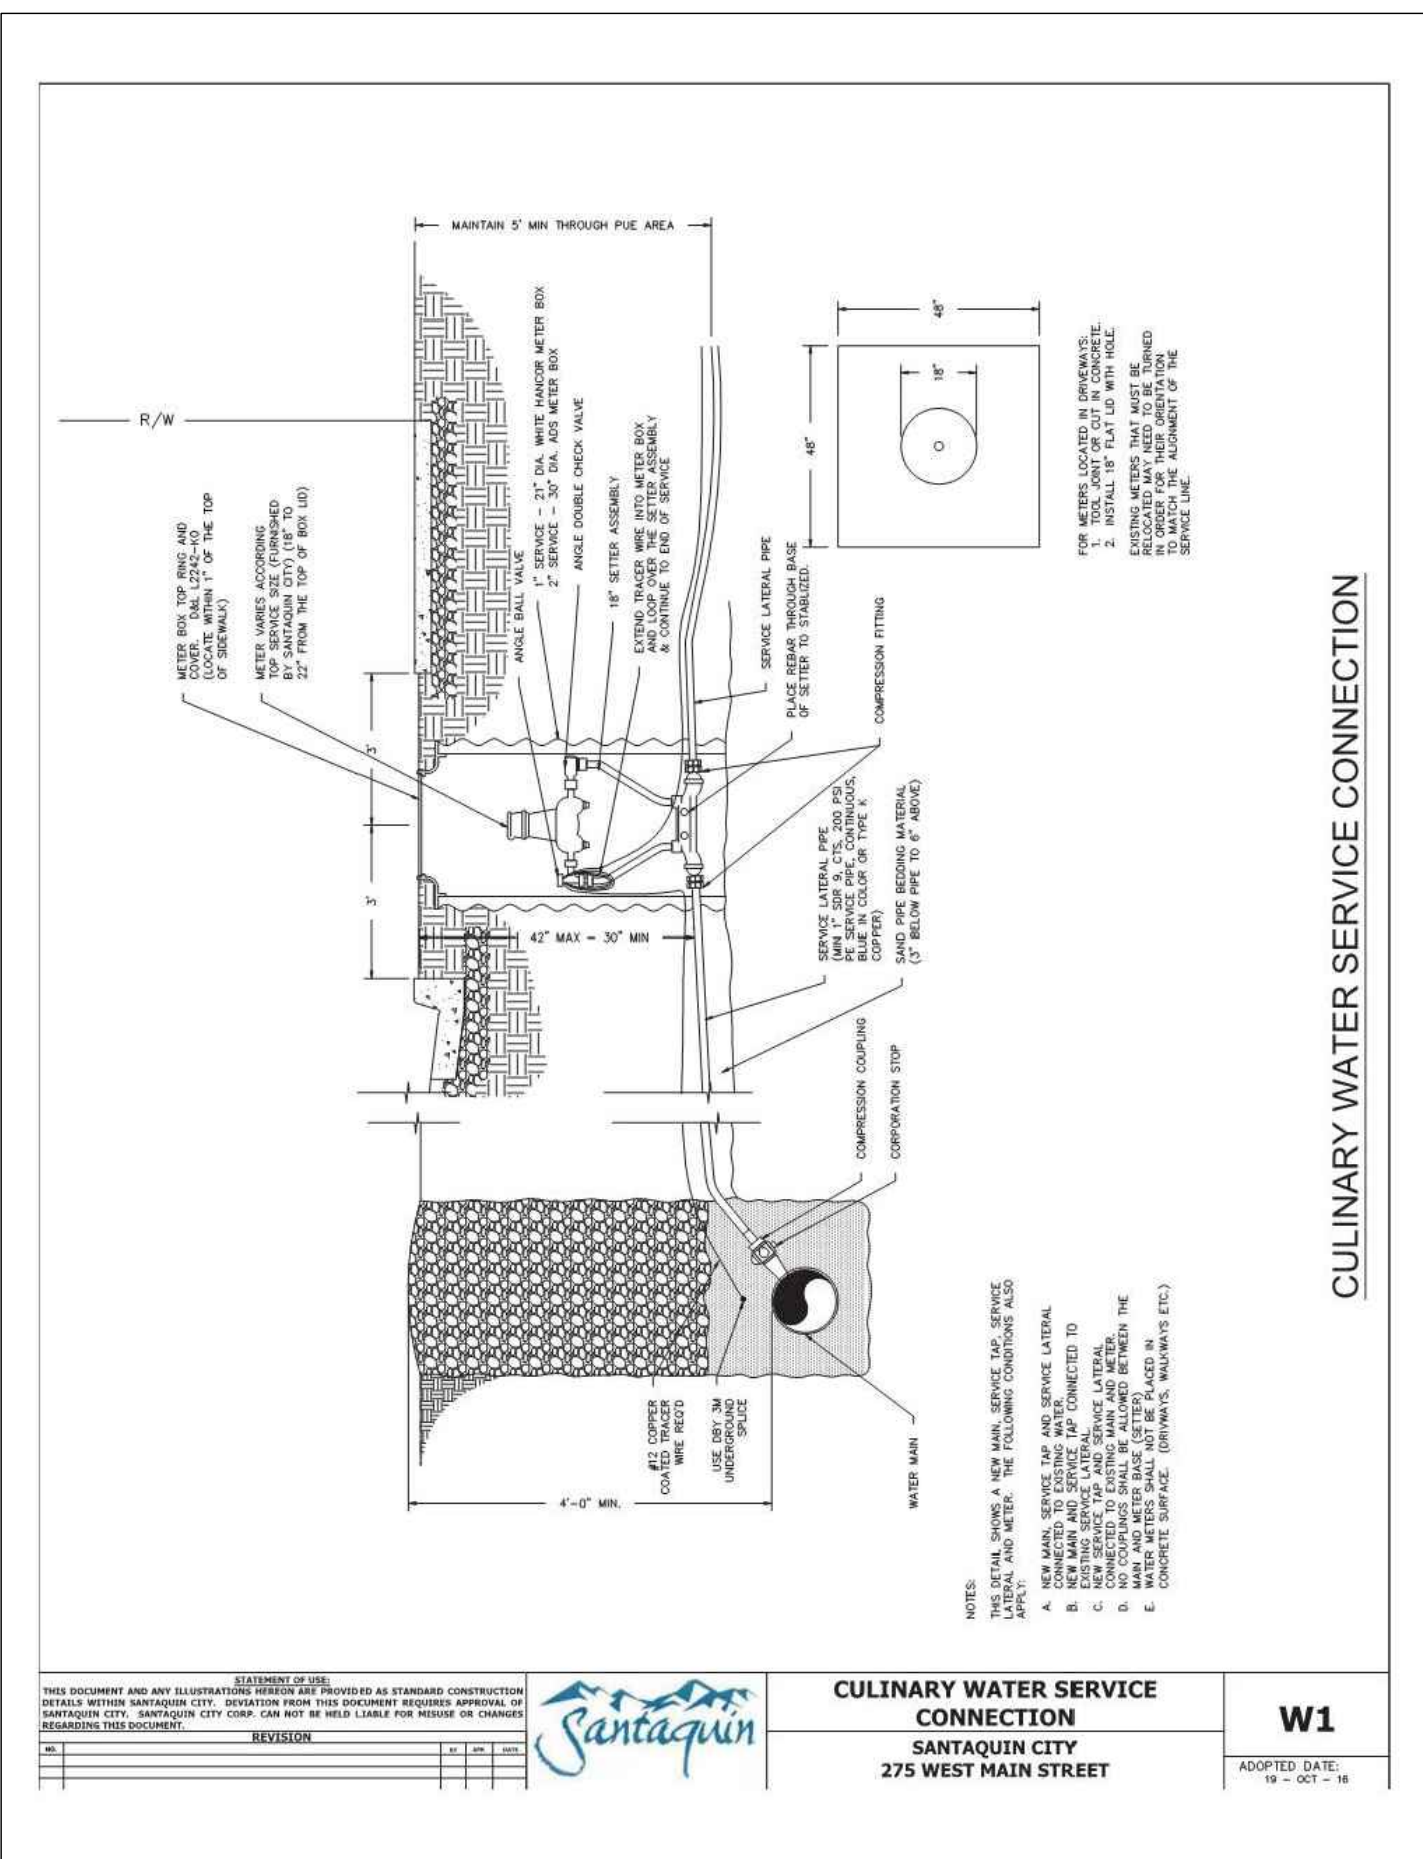 MAINTAIN 5' MIN THROUGH PUE AREA
R/W
METER BOX TOP RING AND
COVER. D&L L2242-KO
(LOCATE WITHIN 1" OF THE TOP
OF SIDEWALK)
METER VARIES ACCORDING
TOP SERVICE SIZE (FURNISHED
BY SANTAQUIN CITY) (18" TO
22" FROM THE TOP OF BOX LID)
ANGLE BALL VALVE
1" SERVICE - 21" DIA. WHITE HANCOR METER BOX
2" SERVICE - 30" DIA. ADS METER BOX
ANGLE DOUBLE CHECK VALVE
18" SETTER ASSEMBLY
EXTEND TRACER WIRE INTO METER BOX
AND LOOP OVER THE SETTER ASSEMBLY
& CONTINUE TO END OF SERVICE
SERVICE LATERAL PIPE
PLACE REBAR THROUGH BASE
OF SETTER TO STABLIZED.
COMPRESSION FITTING
3'
3'
42" MAX - 30" MIN
SERVICE LATERAL PIPE
(MIN 1" SDR 9, CTS, 200 PSI
PE SERVICE PIPE, CONTINUOUS,
BLUE IN COLOR OR TYPE K
COPPER)
SAND PIPE BEDDING MATERIAL
(3" BELOW PIPE TO 6" ABOVE)
COMPRESSION COUPLING
CORPORATION STOP
#12 COPPER
COATED TRACER
WIRE REQ'D
USE DBY 3M
UNDERGROUND
SPLICE
4'-0" MIN.
WATER MAIN
48"
48"
18"
FOR METERS LOCATED IN DRIVEWAYS:
1. TOOL JOINT OR CUT IN CONCRETE.
2. INSTALL 18" FLAT LID WITH HOLE.
EXISTING METERS THAT MUST BE
RELOCATED MAY NEED TO BE TURNED
IN ORDER FOR THEIR ORIENTATION
TO MATCH THE ALIGNMENT OF THE
SERVICE LINE.
NOTES:
THIS DETAIL SHOWS A NEW MAIN, SERVICE TAP, SERVICE
LATERAL AND METER. THE FOLLOWING CONDITIONS ALSO
APPLY:
A. NEW MAIN, SERVICE TAP AND SERVICE LATERAL
CONNECTED TO EXISTING WATER.
B. NEW MAIN AND SERVICE TAP CONNECTED TO
EXISTING SERVICE LATERAL.
C. NEW SERVICE TAP AND SERVICE LATERAL
CONNECTED TO EXISTING MAIN AND METER.
D. NO COUPLINGS SHALL BE ALLOWED BETWEEN THE
MAIN AND METER BASE (SETTER)
E. WATER METERS SHALL NOT BE PLACED IN
CONCRETE SURFACE. (DRIVWAYS, WALKWAYS ETC.)
CULINARY WATER SERVICE CONNECTION
STATEMENT OF USE:
THIS DOCUMENT AND ANY ILLUSTRATIONS HEREON ARE PROVIDED AS STANDARD CONSTRUCTION
DETAILS WITHIN SANTAQUIN CITY. DEVIATION FROM THIS DOCUMENT REQUIRES APPROVAL OF
SANTAQUIN CITY. SANTAQUIN CITY CORP. CAN NOT BE HELD LIABLE FOR MISUSE OR CHANGES
REGARDING THIS DOCUMENT.
REVISION
NO. BY APR DATE
Santaquin
CULINARY WATER SERVICE
CONNECTION
SANTAQUIN CITY
275 WEST MAIN STREET
W1
ADOPTED DATE:
19 - OCT - 16